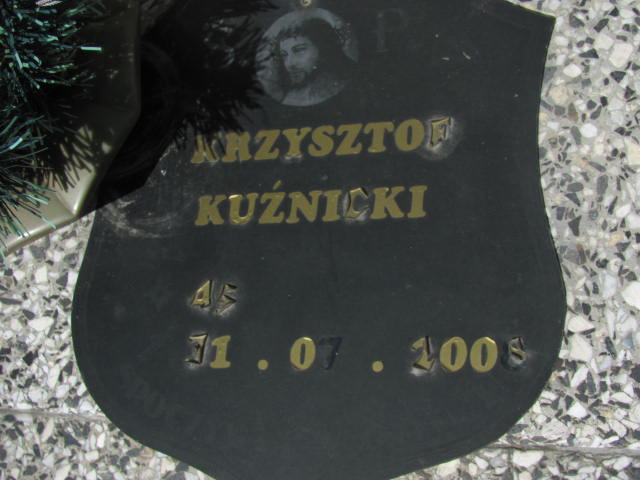 KRZYSZTOF
KUŹNICKI
45
31.07.2008